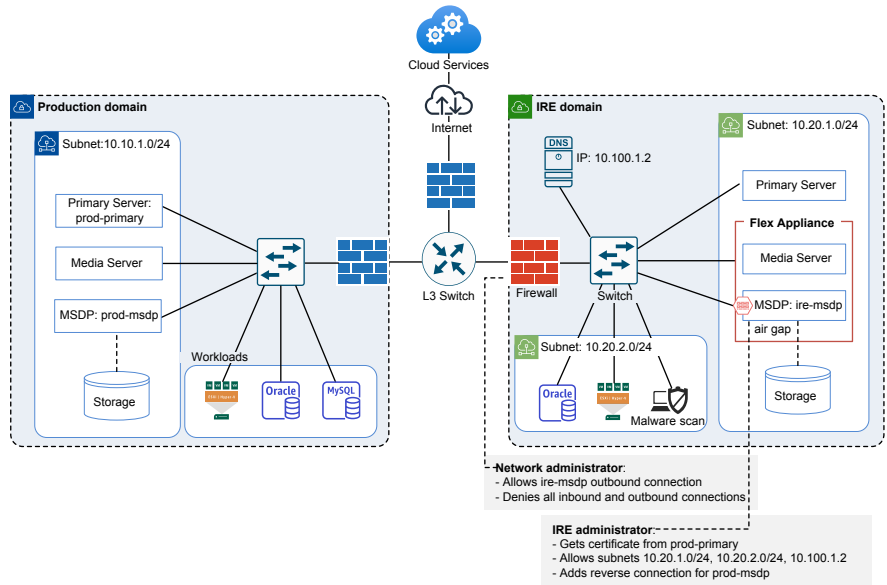 Cloud Services
Internet
Production domain
Subnet:10.10.1.0/24
Primary Server:
prod-primary
Media Server
MSDP: prod-msdp
Storage
Workloads
Oracle
MySQL
L3 Switch
Firewall
IRE domain
DNS
IP: 10.100.1.2
Switch
Subnet: 10.20.1.0/24
Primary Server
Flex Appliance
Media Server
MSDP: ire-msdp
air gap
Storage
Subnet: 10.20.2.0/24
Oracle
Malware scan
Network administrator:
- Allows ire-msdp outbound connection
- Denies all inbound and outbound connections
IRE administrator:
- Gets certificate from prod-primary
- Allows subnets 10.20.1.0/24, 10.20.2.0/24, 10.100.1.2
- Adds reverse connection for prod-msdp